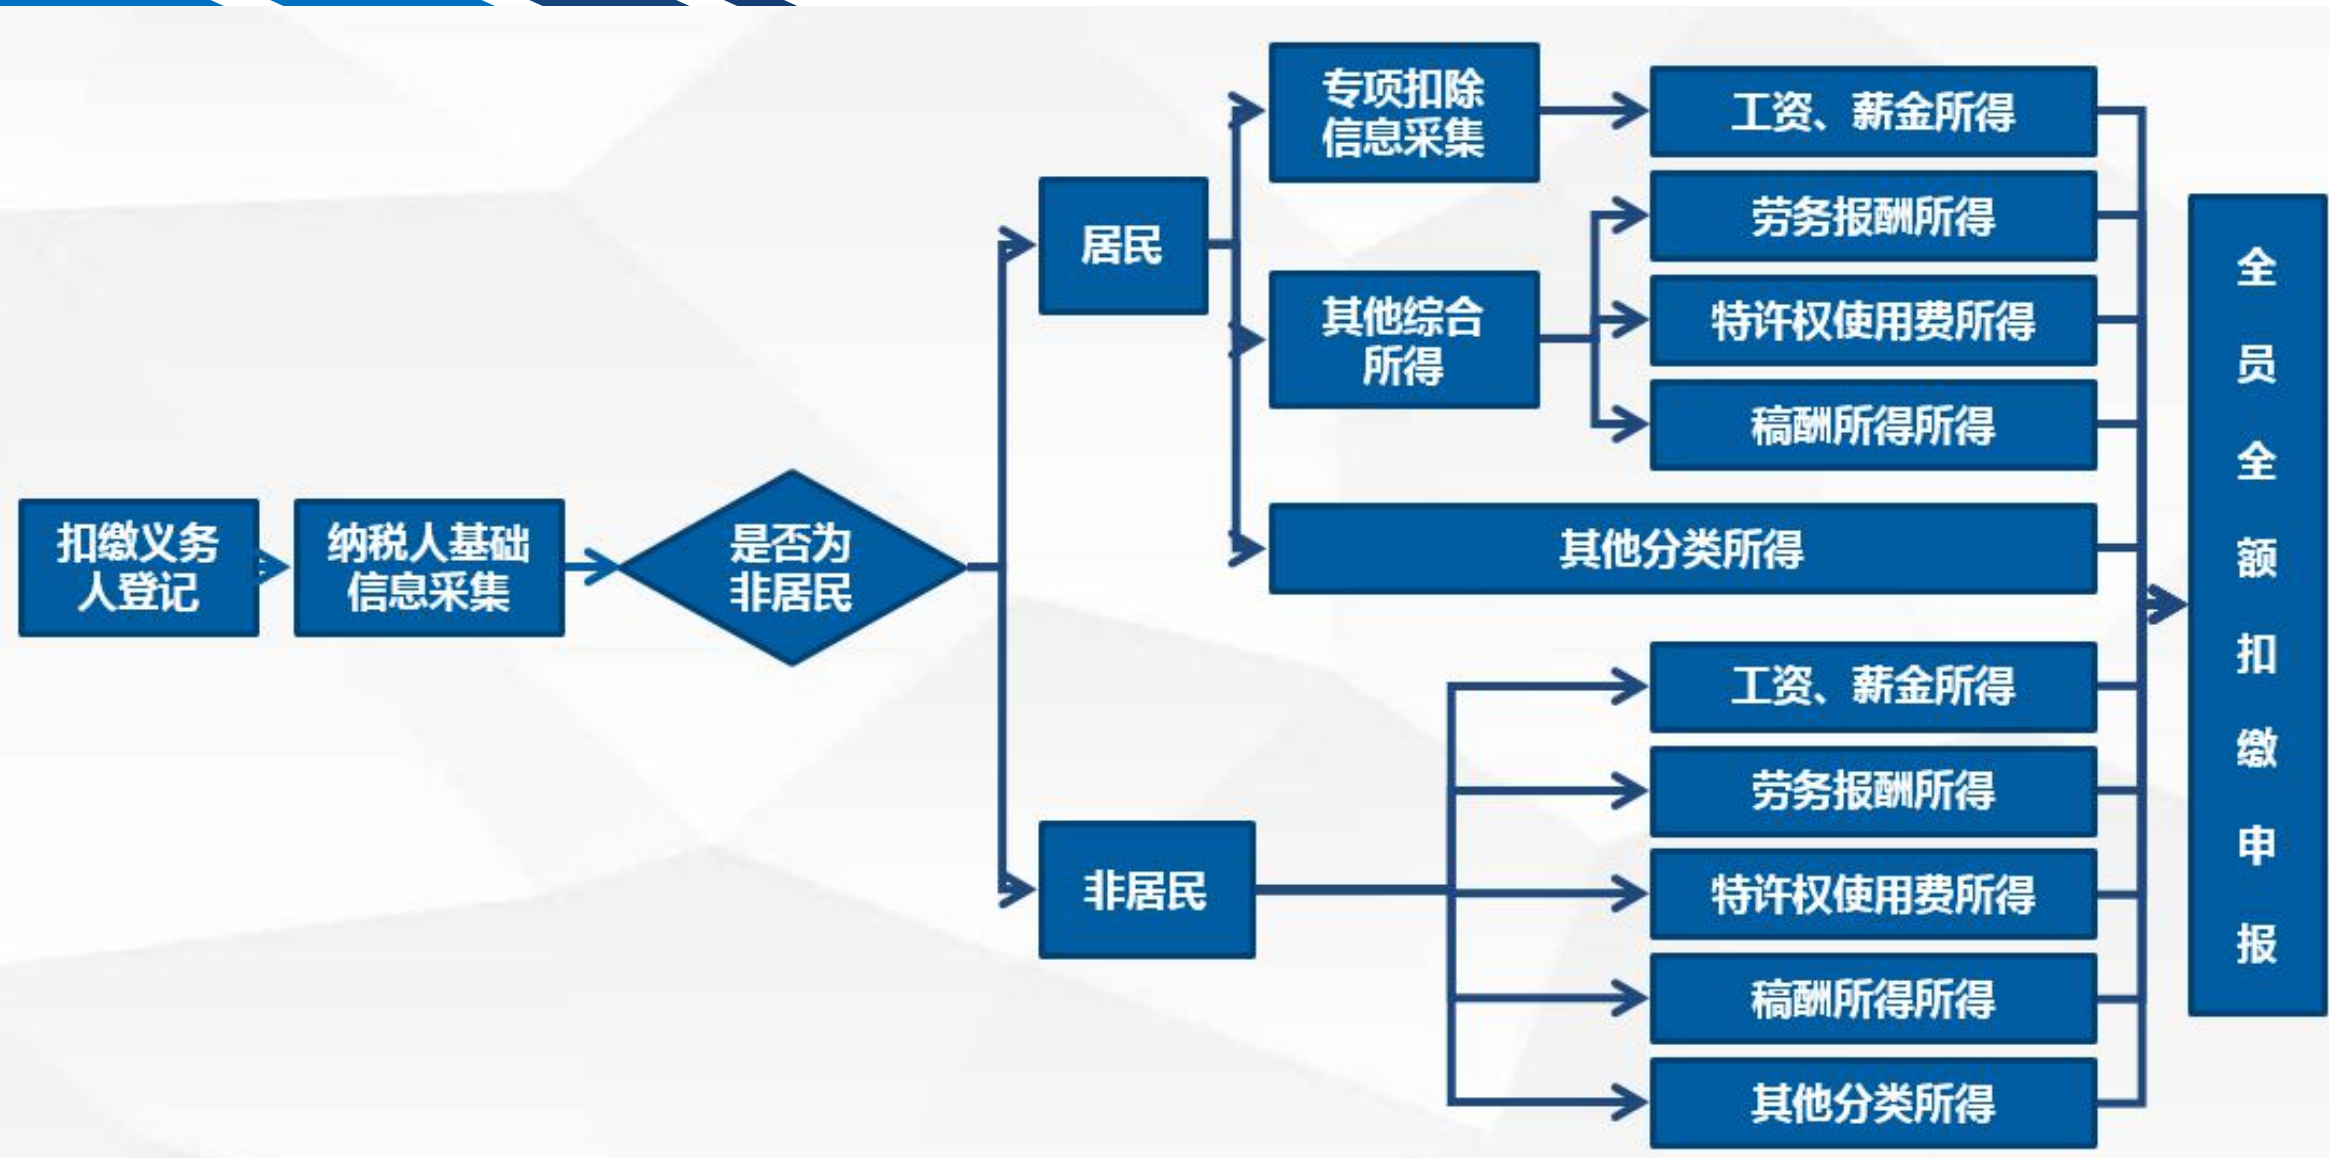 扣缴义务
人登记
纳税人基础
信息采集
是否为
非居民
居民
专项扣除
信息采集
工资、薪金所得
其他综合
所得
劳务报酬所得
特许权使用费所得
稿酬所得所得
其他分类所得
非居民
工资、薪金所得
劳务报酬所得
特许权使用费所得
稿酬所得所得
其他分类所得
全员全额扣缴申报